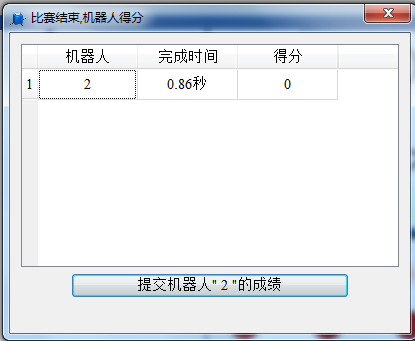 比赛结束,机器人得分
机器人 完成时间 得分
1 2 0.86秒 0
提交机器人" 2 "的成绩